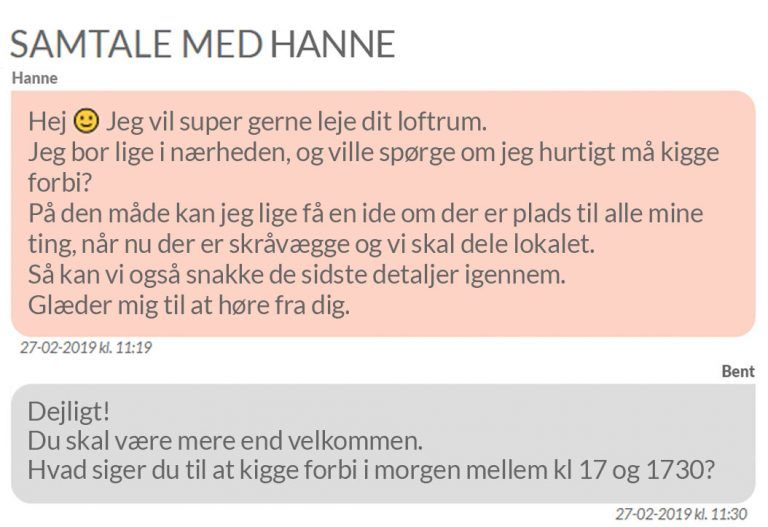 SAMTALE MED HANNE
Hanne
Hej 🙂 Jeg vil super gerne leje dit loftrum.
Jeg bor lige i nærheden, og ville spørge om jeg hurtigt må kigge
forbi?
På den måde kan jeg lige få en ide om der er plads til alle mine
ting, når nu der er skråvægge og vi skal dele lokalet.
Så kan vi også snakke de sidste detaljer igennem.
Glæder mig til at høre fra dig.
27-02-2019 kl. 11:19
Bent
Dejligt!
Du skal være mere end velkommen.
Hvad siger du til at kigge forbi i morgen mellem kl 17 og 1730?
27-02-2019 kl. 11:30